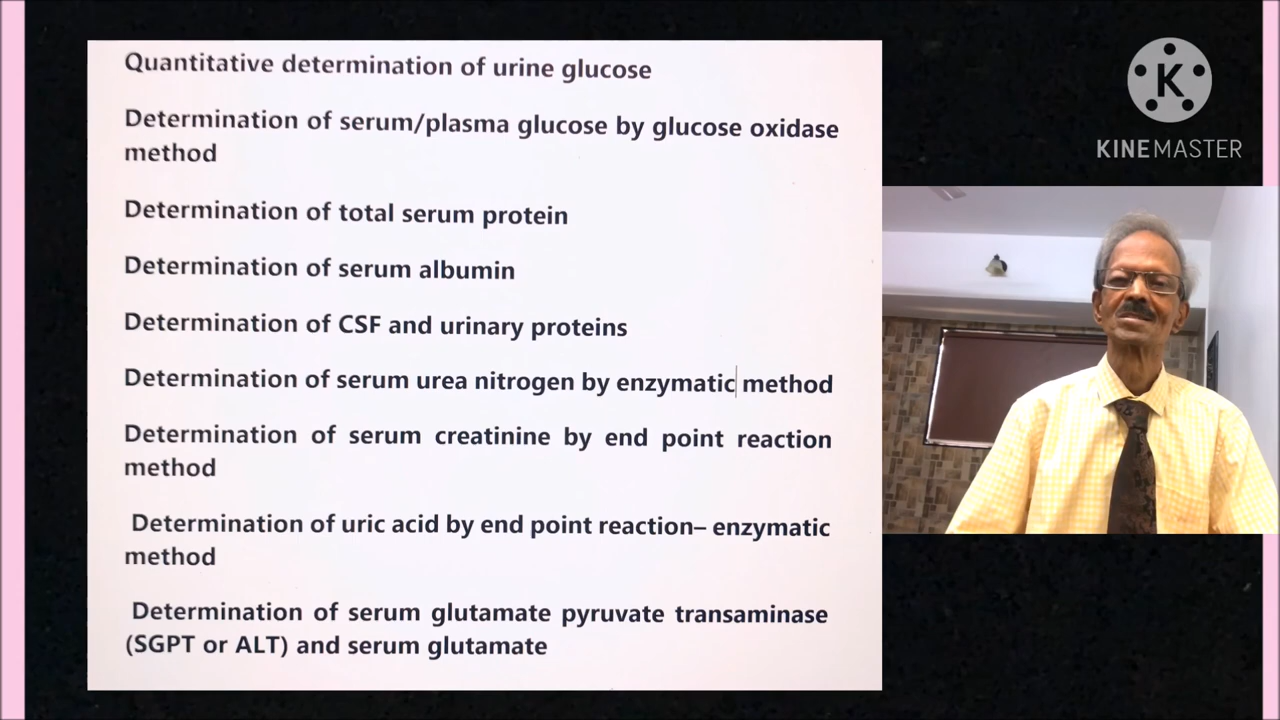 Quantitative determination of urine glucose
Determination of serum/plasma glucose by glucose oxidase
method
Determination of total serum protein
Determination of serum albumin
Determination of CSF and urinary proteins
Determination of serum urea nitrogen by enzymatic method
Determination of serum creatinine by end point reaction
method
Determination of uric acid by end point reaction– enzymatic
method
Determination of serum glutamate pyruvate transaminase
(SGPT or ALT) and serum glutamate
K
KINEMASTER